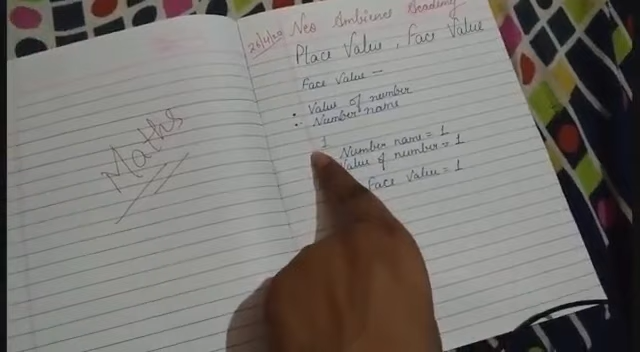 Maths
Neo Ambience Academy
Place Value, Face Value
Face Value -
Value of number
Number name
1
Number name = 1
Value of number = 1
Face Value = 1